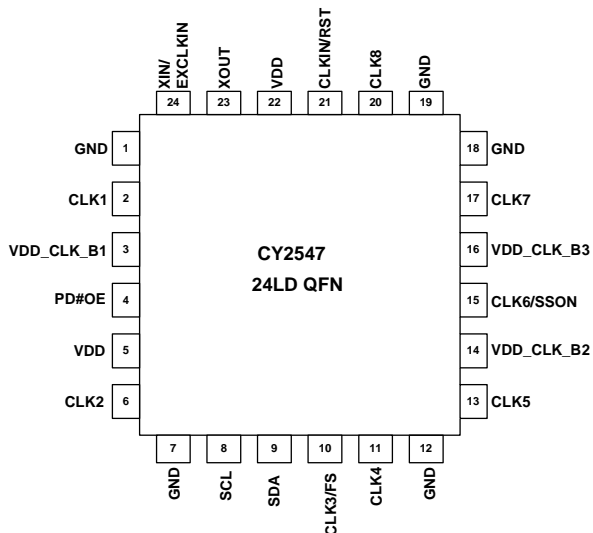 XIN/
EXCLKIN
XOUT
VDD
CLKIN/RST
CLK8
GND
24
23
22
21
20
19
GND 1
18 GND
CLK1 2
17 CLK7
VDD_CLK_B1 3
16 VDD_CLK_B3
CY2547
24LD QFN
PD#OE 4
15 CLK6/SSON
VDD 5
14 VDD_CLK_B2
CLK2 6
13 CLK5
7
8
9
10
11
12
GND
SCL
SDA
CLK3/FS
CLK4
GND